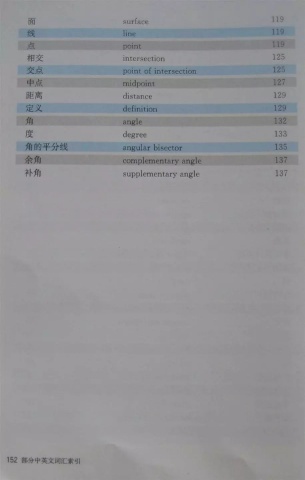 面 surface 119
线 line 119
点 point 119
相交 intersection 125
交点 point of intersection 125
中点 midpoint 127
距离 distance 129
定义 definition 129
角 angle 132
度 degree 133
角的平分线 angular bisector 135
余角 complementary angle 137
补角 supplementary angle 137
152 部分中英文词汇索引